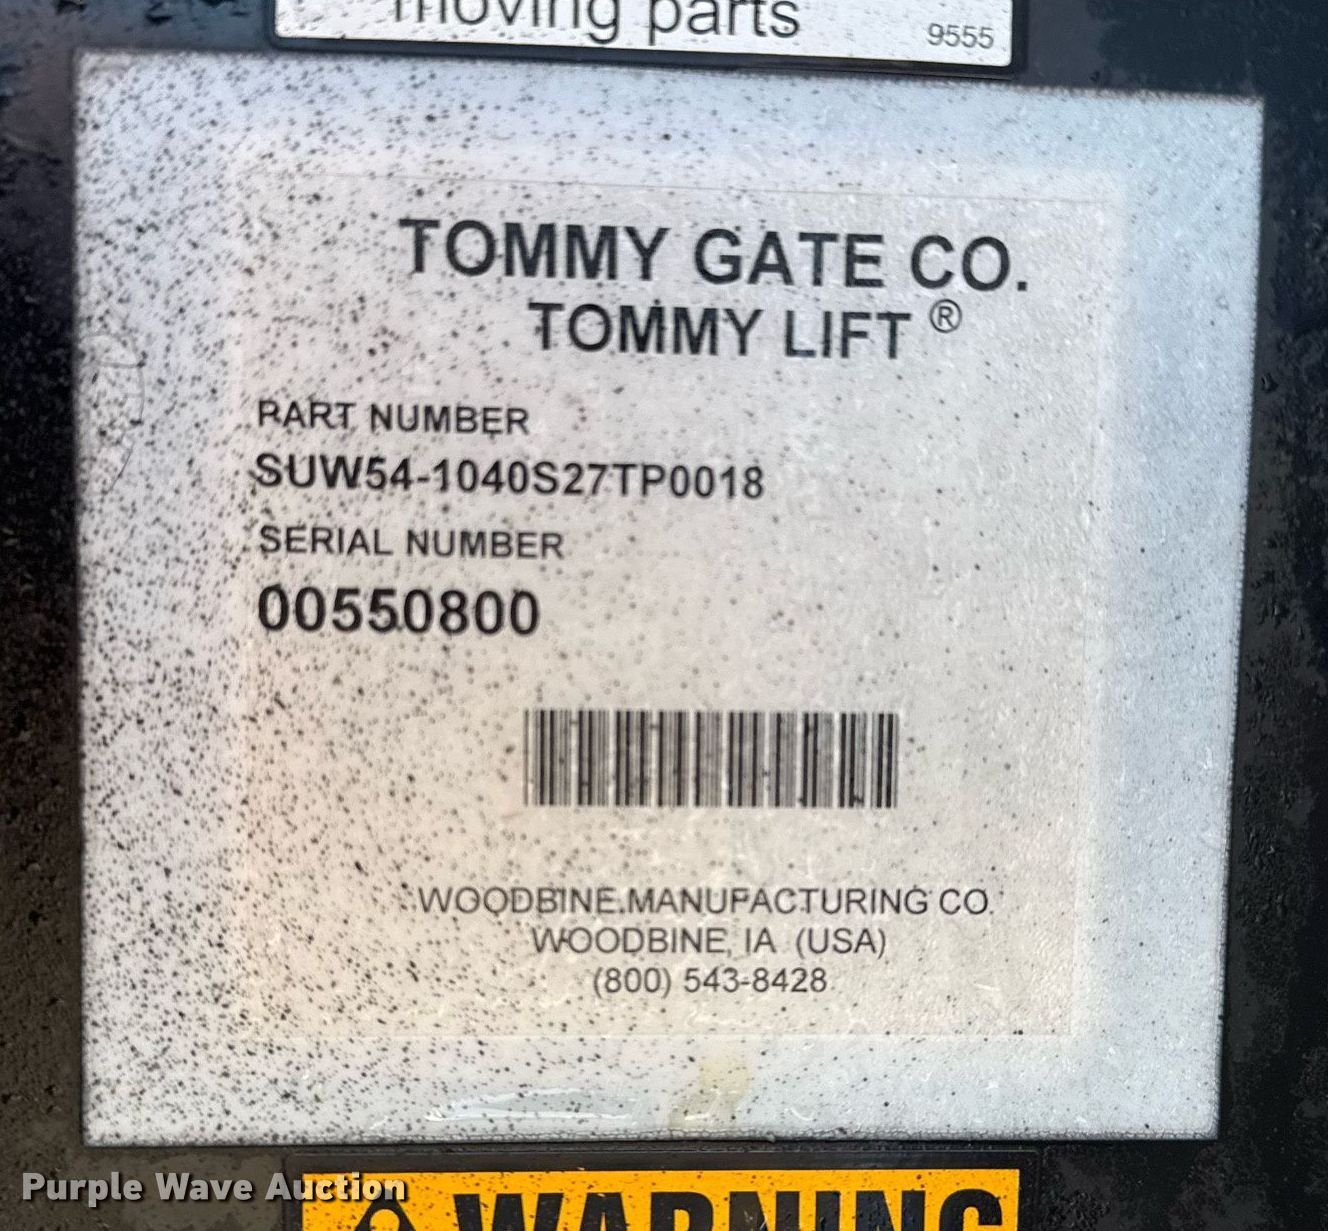 moving parts
9555
TOMMY GATE CO.
TOMMY LIFT ®
PART NUMBER
SUW54-1040S27TP0018
SERIAL NUMBER
00550800
WOODBINE MANUFACTURING CO.
WOODBINE, IA (USA)
(800) 543-8428
WARNING
Purple Wave Auction